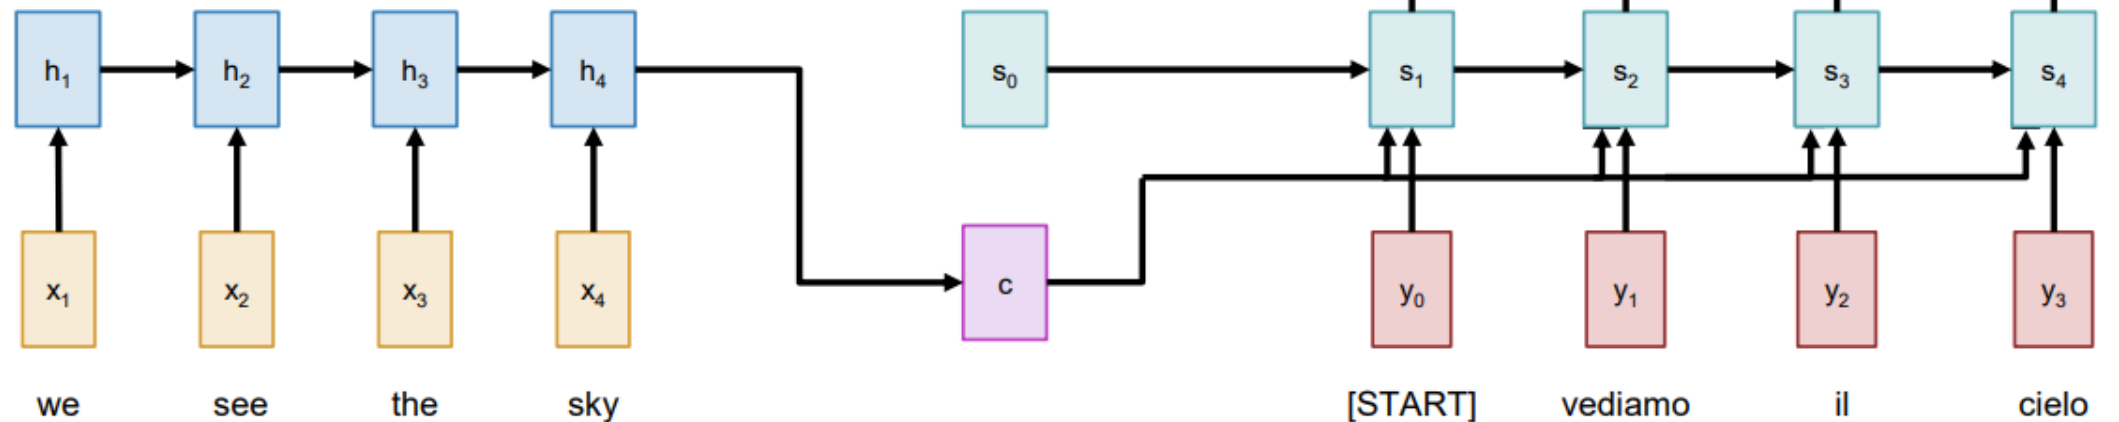 h₁ h₂ h₃ h₄ s₀ s₁ s₂ s₃ s₄
x₁ x₂ x₃ x₄ c y₀ y₁ y₂ y₃
we see the sky [START] vediamo il cielo